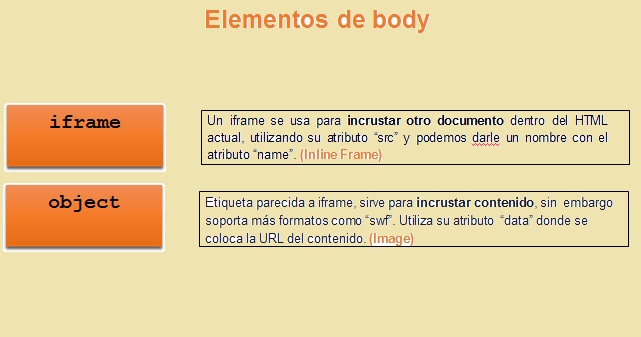 Elementos de body
iframe
Un iframe se usa para incrustar otro documento dentro del HTML
actual, utilizando su atributo “src” y podemos darle un nombre con el
atributo “name”. (Inline Frame)
object
Etiqueta parecida a iframe, sirve para incrustar contenido, sin embargo
soporta más formatos como “swf”. Utiliza su atributo “data” donde se
coloca la URL del contenido. (Image)